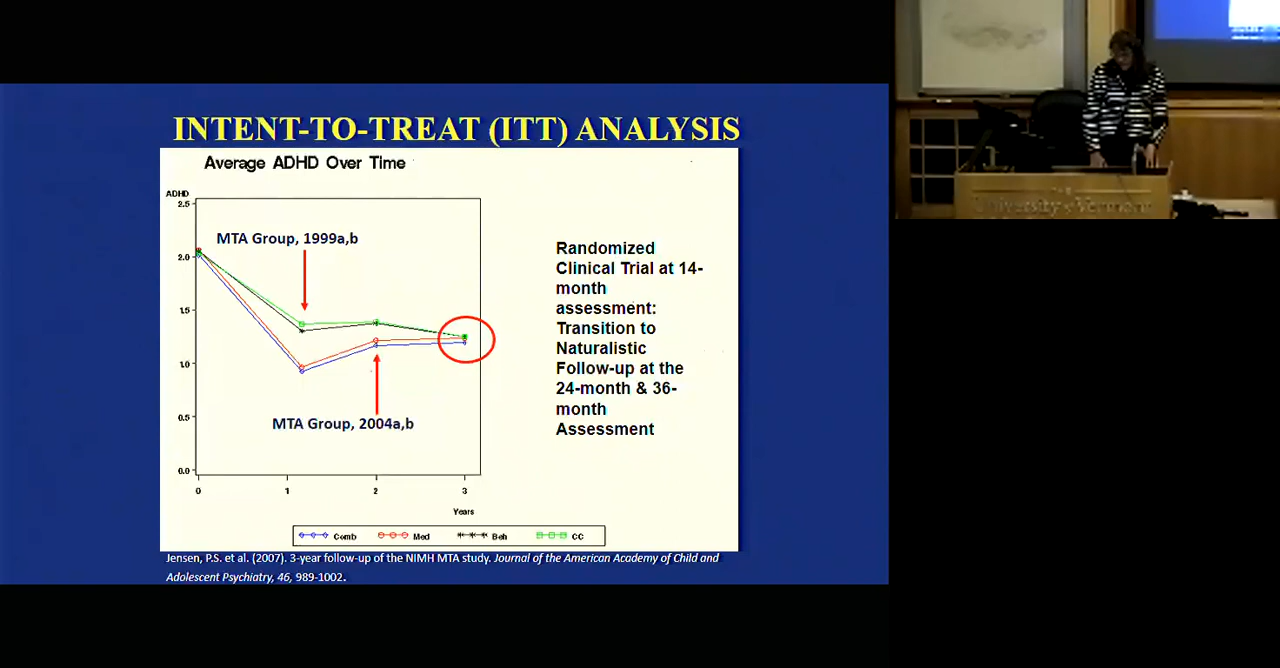 INTENT-TO-TREAT (ITT) ANALYSIS
Average ADHD Over Time
ADHD
2.5
2.0
1.5
1.0
0.5
0.0
0
1
2
3
Years
MTA Group, 1999a,b
MTA Group, 2004a,b
Comb
Med
Beh
CC
Randomized
Clinical Trial at 14-
month
assessment:
Transition to
Naturalistic
Follow-up at the
24-month & 36-
month
Assessment
Jensen, P.S. et al. (2007). 3-year follow-up of the NIMH MTA study. Journal of the American Academy of Child and
Adolescent Psychiatry, 46, 989-1002.
THE
University of Vermont